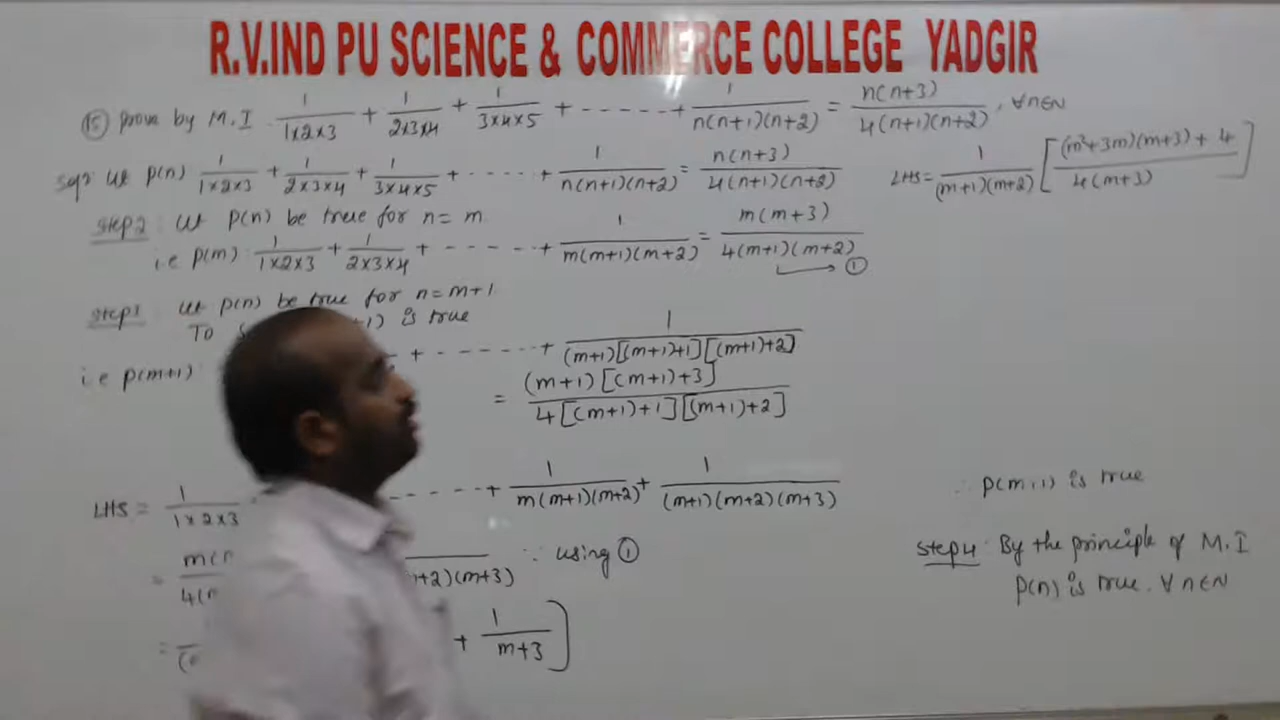 R.V.IND PU SCIENCE & COMMERCE COLLEGE YADGIR
15) prove by M.I 1/(1×2×3) + 1/(2×3×4) + 1/(3×4×5) + ------ + 1/(n(n+1)(n+2)) = n(n+3)/(4(n+1)(n+2)), ∀n∈N
Let p(n) 1/(1×2×3) + 1/(2×3×4) + 1/(3×4×5) + ----- + 1/(n(n+1)(n+2)) = n(n+3)/(4(n+1)(n+2))
Step2: Let p(n) be true for n=m
i.e p(m) 1/(1×2×3) + 1/(2×3×4) + ------ + 1/(m(m+1)(m+2)) = m(m+3)/(4(m+1)(m+2)) → ①
Step3 Let p(n) be true for n=m+1
TO +1) is true
i.e p(m+1) + ------ + 1/((m+1)[(m+1)+1][(m+1)+2])
= (m+1)[(m+1)+3]/(4[(m+1)+1][(m+1)+2])
LHS = 1/(1×2×3) ------ + 1/(m(m+1)(m+2)) + 1/((m+1)(m+2)(m+3))
= +2)(m+3) ∵ using ①
= + 1/(m+3)]
LHS = 1/((m+1)(m+2)) [((m²+3m)(m+3) + 4)/(4(m+3))]
∴ p(m+1) is true
Step4 By the principle of M.I
p(n) is true. ∀n∈N